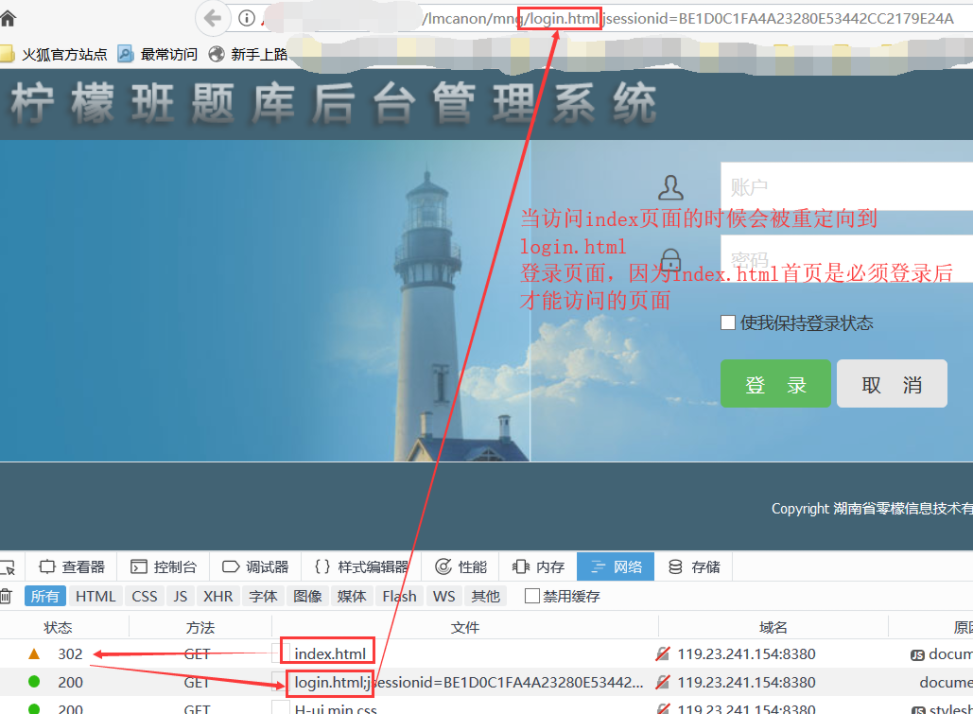 /lmcanon/mng/login.html;jsessionid=BE1D0C1FA4A23280E53442CC2179E24A
火狐官方站点 最常访问 新手上路
柠檬班题库后台管理系统
账户
当访问index页面的时候会被重定向到
login.html
密码
登录页面，因为index.html首页是必须登录后
才能访问的页面
使我保持登录状态
登 录 取 消
Copyright 湖南省零檬信息技术有
查看器 控制台 调试器 {} 样式编辑器 性能 内存 网络 存储
所有 HTML CSS JS XHR 字体 图像 媒体 Flash WS 其他 禁用缓存
状态 方法 文件 域名 原因
302 GET index.html 119.23.241.154:8380 JS docum
200 GET login.html;jsessionid=BE1D0C1FA4A23280E53442... 119.23.241.154:8380 docume
200 GET H-ui.min.css 119.23.241.154:8380 JS stylesh